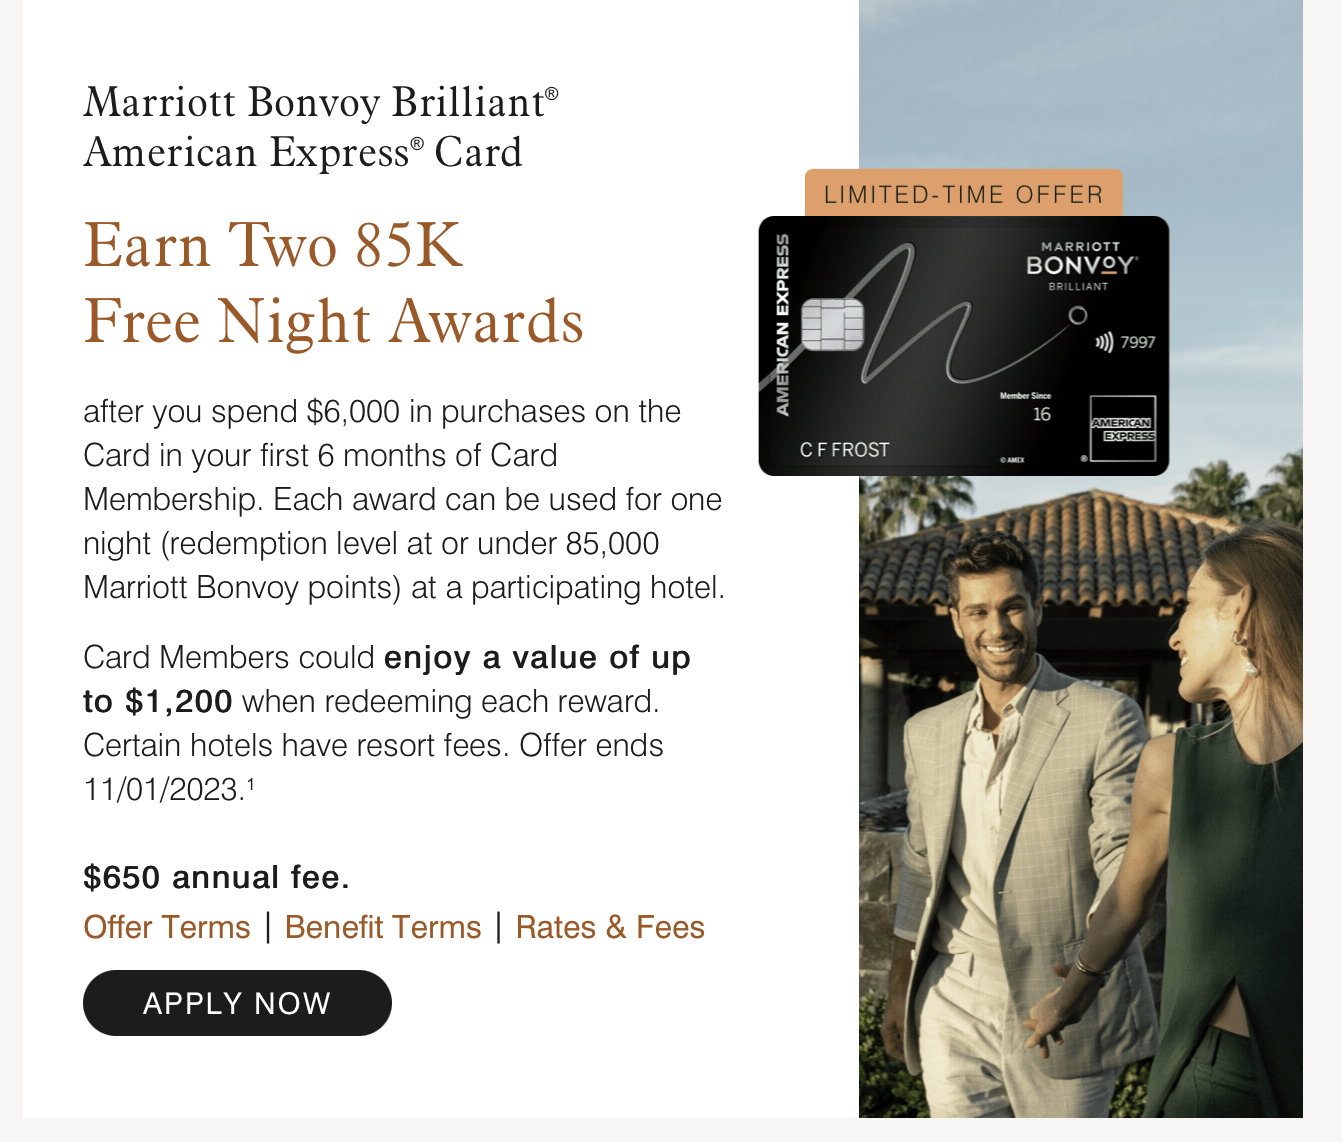 Marriott Bonvoy Brilliant®
American Express® Card
Earn Two 85K
Free Night Awards
after you spend $6,000 in purchases on the
Card in your first 6 months of Card
Membership. Each award can be used for one
night (redemption level at or under 85,000
Marriott Bonvoy points) at a participating hotel.
Card Members could enjoy a value of up
to $1,200 when redeeming each reward.
Certain hotels have resort fees. Offer ends
11/01/2023.¹
$650 annual fee.
Offer Terms | Benefit Terms | Rates & Fees
APPLY NOW
LIMITED-TIME OFFER
AMERICAN EXPRESS
MARRIOTT
BONVOY®
BRILLIANT
7997
Member Since
16
AMERICAN
EXPRESS
®
C F FROST
© AMEX